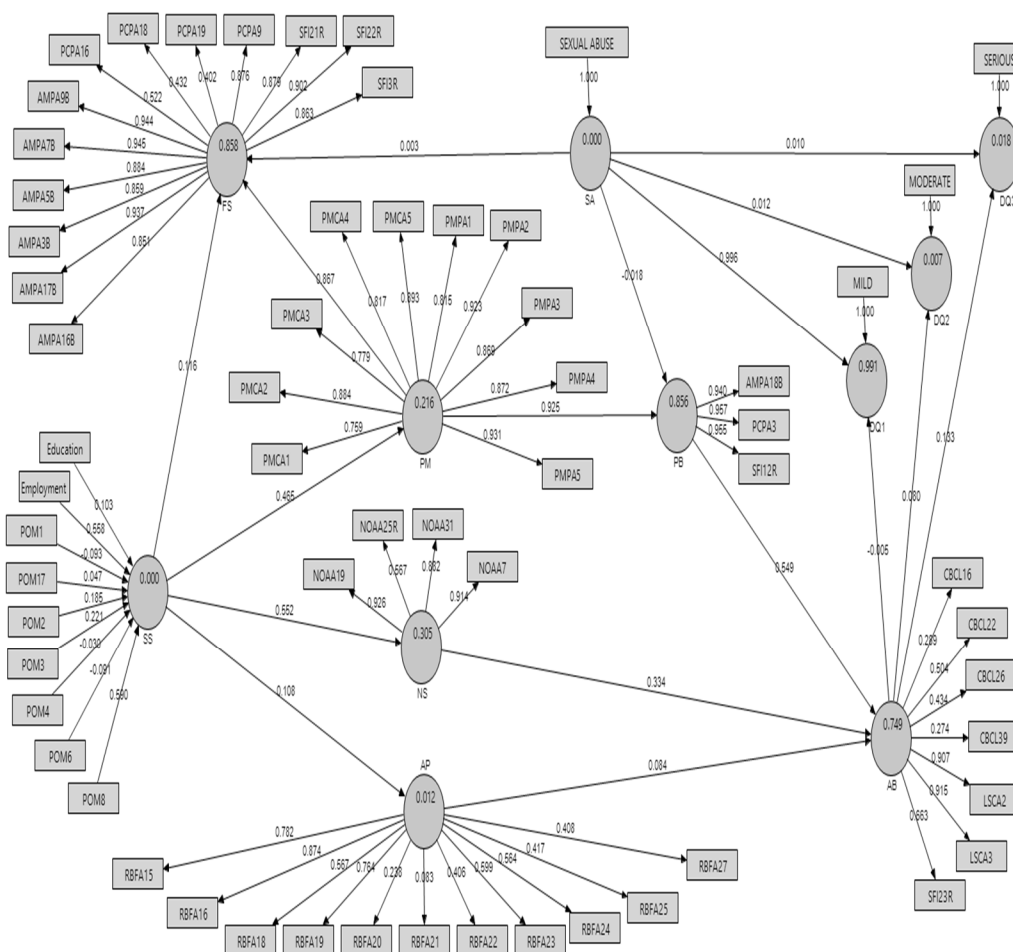 PCPA18
PCPA19
PCPA9
SFI21R
SFI22R
SEXUAL ABUSE
PCPA16
SERIOUS
SFI3R
AMPA9B
AMPA7B
AMPA5B
AMPA3B
AMPA17B
AMPA16B
0.432
0.402
0.876
0.879
0.902
0.863
0.522
0.944
0.945
0.884
0.859
0.937
0.851
0.858
FS
1.000
0.000
SA
1.000
0.018
0.003
0.010
MODERATE
1.000
0.012
0.007
DQ2
PMCA4
PMCA5
PMPA1
PMPA2
0.996
-0.018
MILD
1.000
0.991
DQ1
PMCA3
PMPA3
0.867
0.817
0.893
0.815
0.923
0.869
0.779
PMCA2
0.884
0.872
PMPA4
PMCA1
0.759
0.216
PM
0.925
0.931
PMPA5
0.856
PB
0.940
AMPA18B
0.957
PCPA3
0.955
SFI12R
0.133
0.116
0.080
-0.005
Education
0.103
Employment
0.558
POM1
-0.093
POM17
0.047
POM2
0.185
POM3
0.221
POM4
-0.030
POM6
-0.091
POM8
0.590
0.000
SS
0.465
NOAA25R
NOAA31
NOAA19
NOAA7
0.567
0.926
0.914
0.552
0.305
NS
0.549
0.334
0.108
CBCL16
0.289
CBCL22
0.504
CBCL26
0.434
CBCL39
0.274
LSCA2
0.907
LSCA3
0.915
SFI23R
0.749
AB
0.084
AP
0.012
0.782
0.874
0.567
0.764
0.238
0.083
0.406
0.599
0.564
0.417
0.408
RBFA15
RBFA16
RBFA18
RBFA19
RBFA20
RBFA21
RBFA22
RBFA23
RBFA24
RBFA25
RBFA27